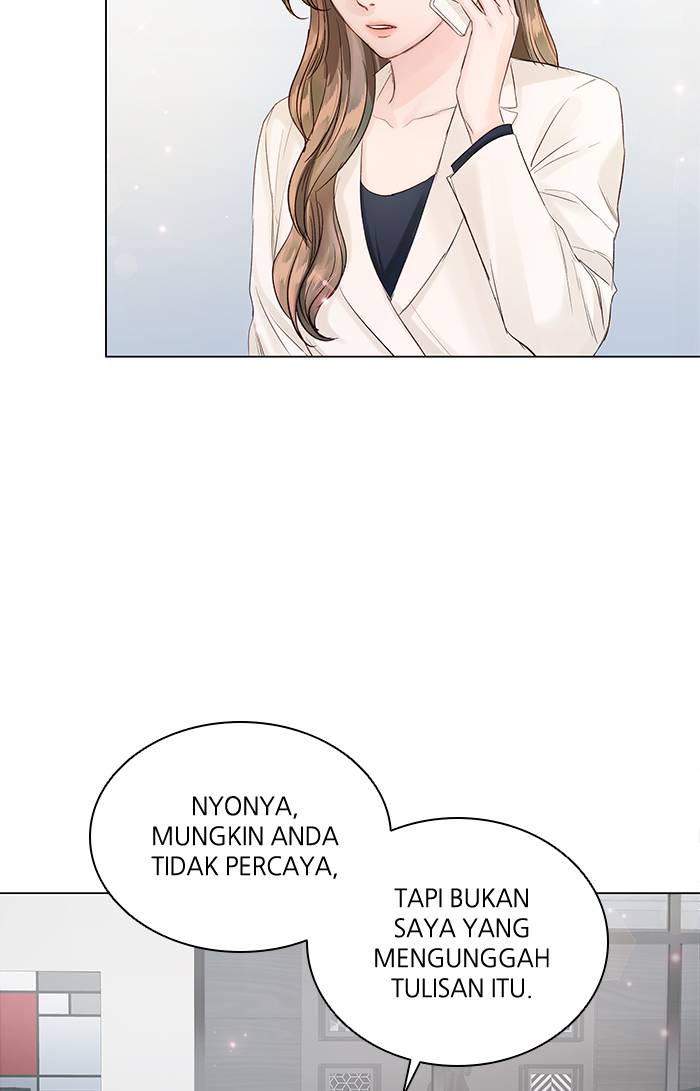 NYONYA,
MUNGKIN ANDA
TIDAK PERCAYA,
TAPI BUKAN
SAYA YANG
MENGUNGGAH
TULISAN ITU.